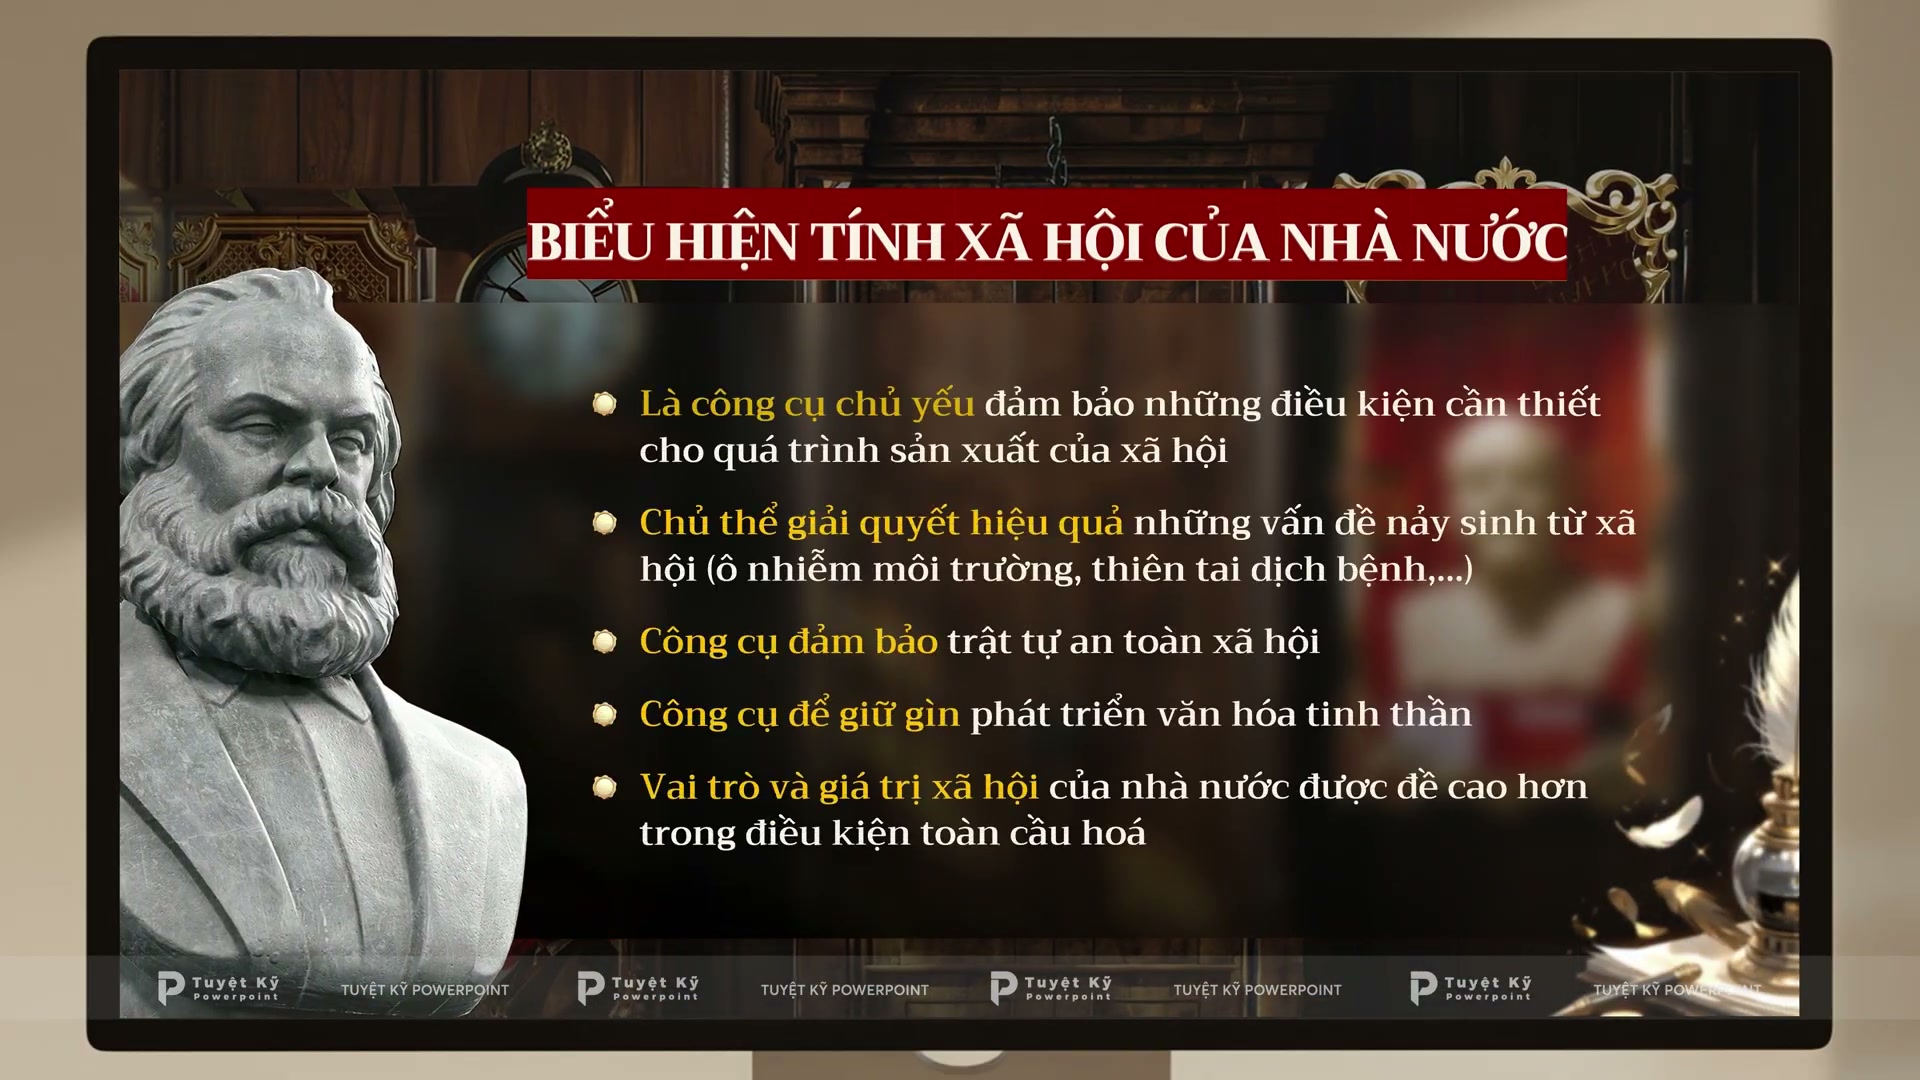 BIỂU HIỆN TÍNH XÃ HỘI CỦA NHÀ NƯỚC
Là công cụ chủ yếu đảm bảo những điều kiện cần thiết
cho quá trình sản xuất của xã hội
Chủ thể giải quyết hiệu quả những vấn đề nảy sinh từ xã
hội (ô nhiễm môi trường, thiên tai dịch bệnh,...)
Công cụ đảm bảo trật tự an toàn xã hội
Công cụ để giữ gìn phát triển văn hóa tinh thần
Vai trò và giá trị xã hội của nhà nước được đề cao hơn
trong điều kiện toàn cầu hoá
Tuyệt Kỹ
Powerpoint
TUYỆT KỸ POWERPOINT
Tuyệt Kỹ
Powerpoint
TUYỆT KỸ POWERPOINT
Tuyệt Kỹ
Powerpoint
TUYỆT KỸ POWERPOINT
Tuyệt Kỹ
Powerpoint
TUYỆT KỸ POWERPOINT